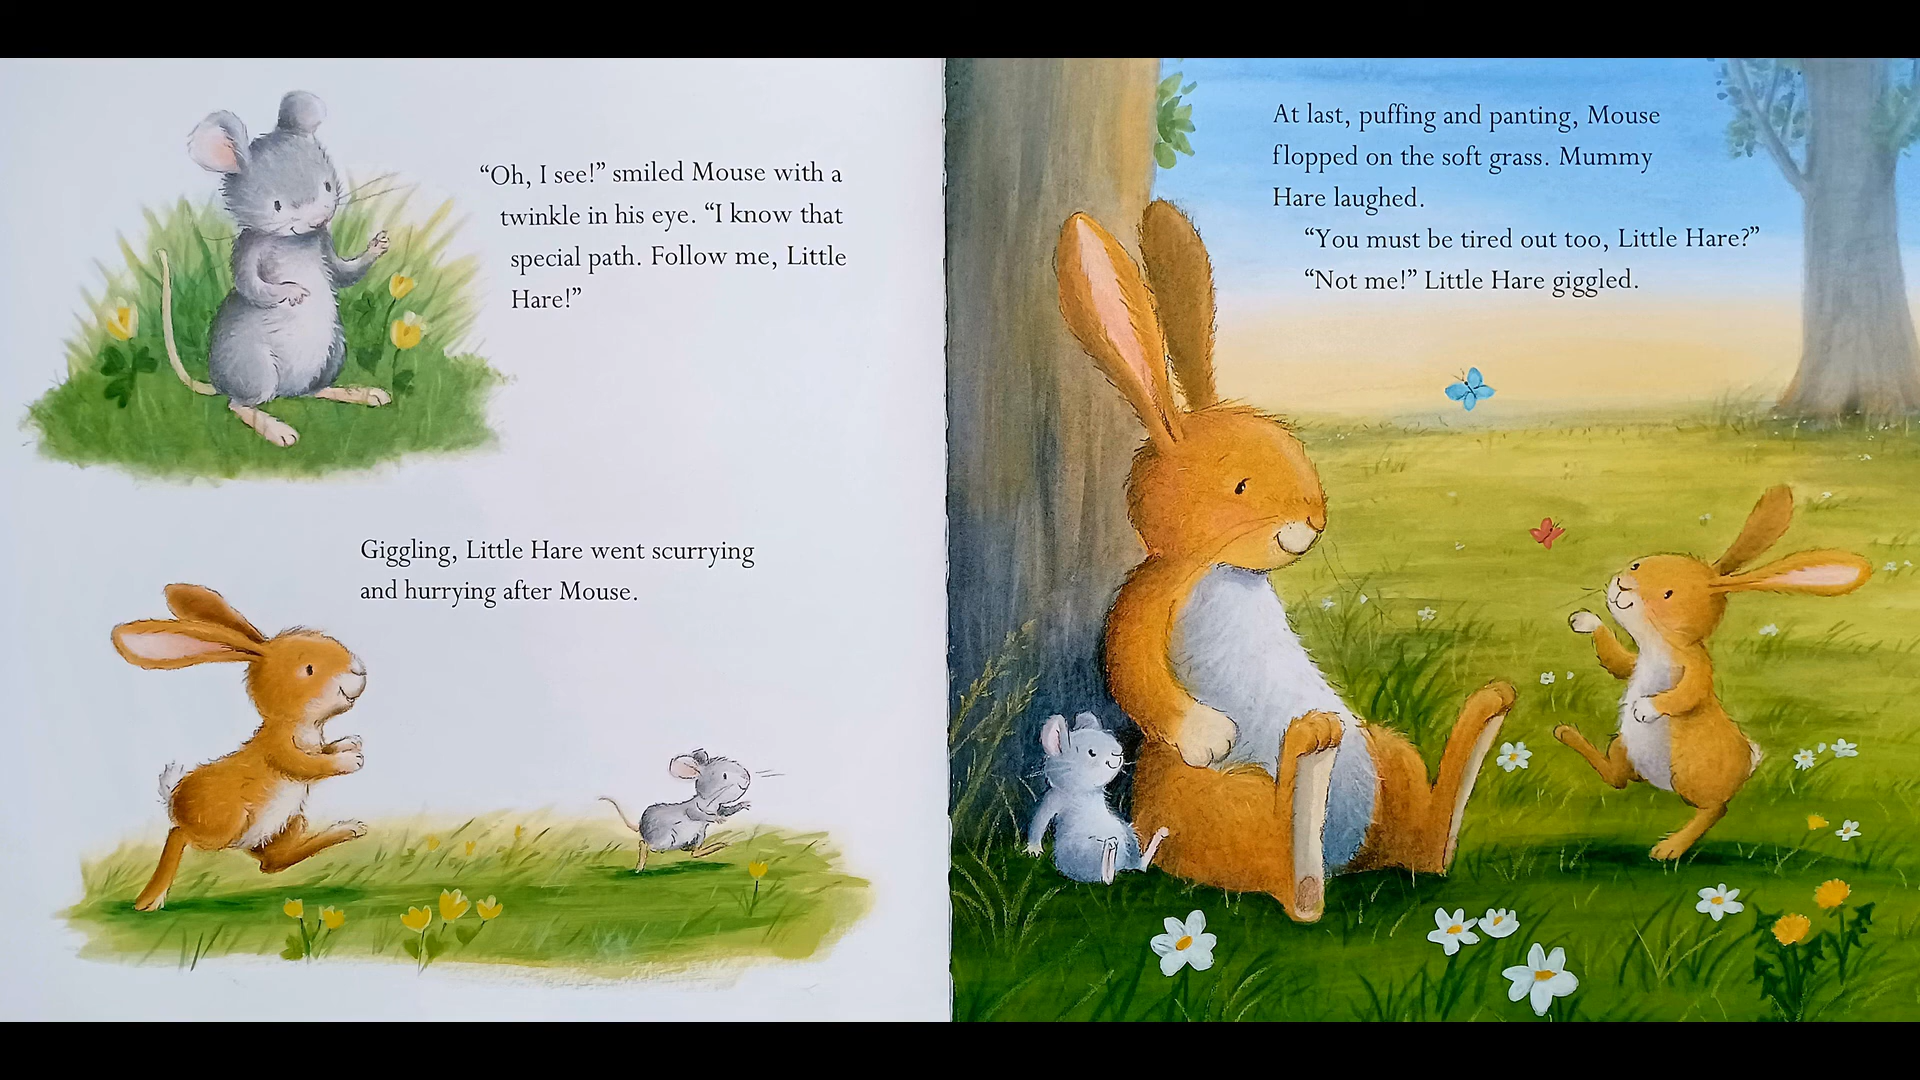 “Oh, I see!” smiled Mouse with a
twinkle in his eye. “I know that
special path. Follow me, Little
Hare!”
Giggling, Little Hare went scurrying
and hurrying after Mouse.
At last, puffing and panting, Mouse
flopped on the soft grass. Mummy
Hare laughed.
“You must be tired out too, Little Hare?”
“Not me!” Little Hare giggled.